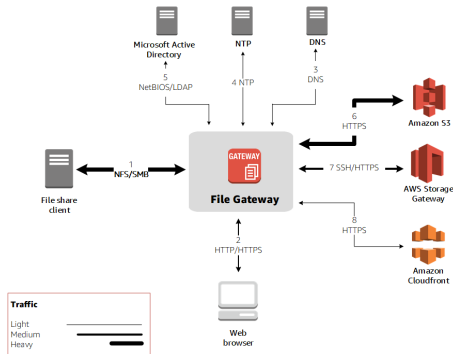 Microsoft Active
Directory
NTP
DNS
5
NetBIOS/LDAP
4 NTP
3
DNS
6
HTTPS
Amazon S3
GATEWAY
1
NFS/SMB
7 SSH/HTTPS
File share
client
File Gateway
AWS Storage
Gateway
8
HTTPS
2
HTTP/HTTPS
Amazon
Cloudfront
Web
browser
Traffic
Light
Medium
Heavy